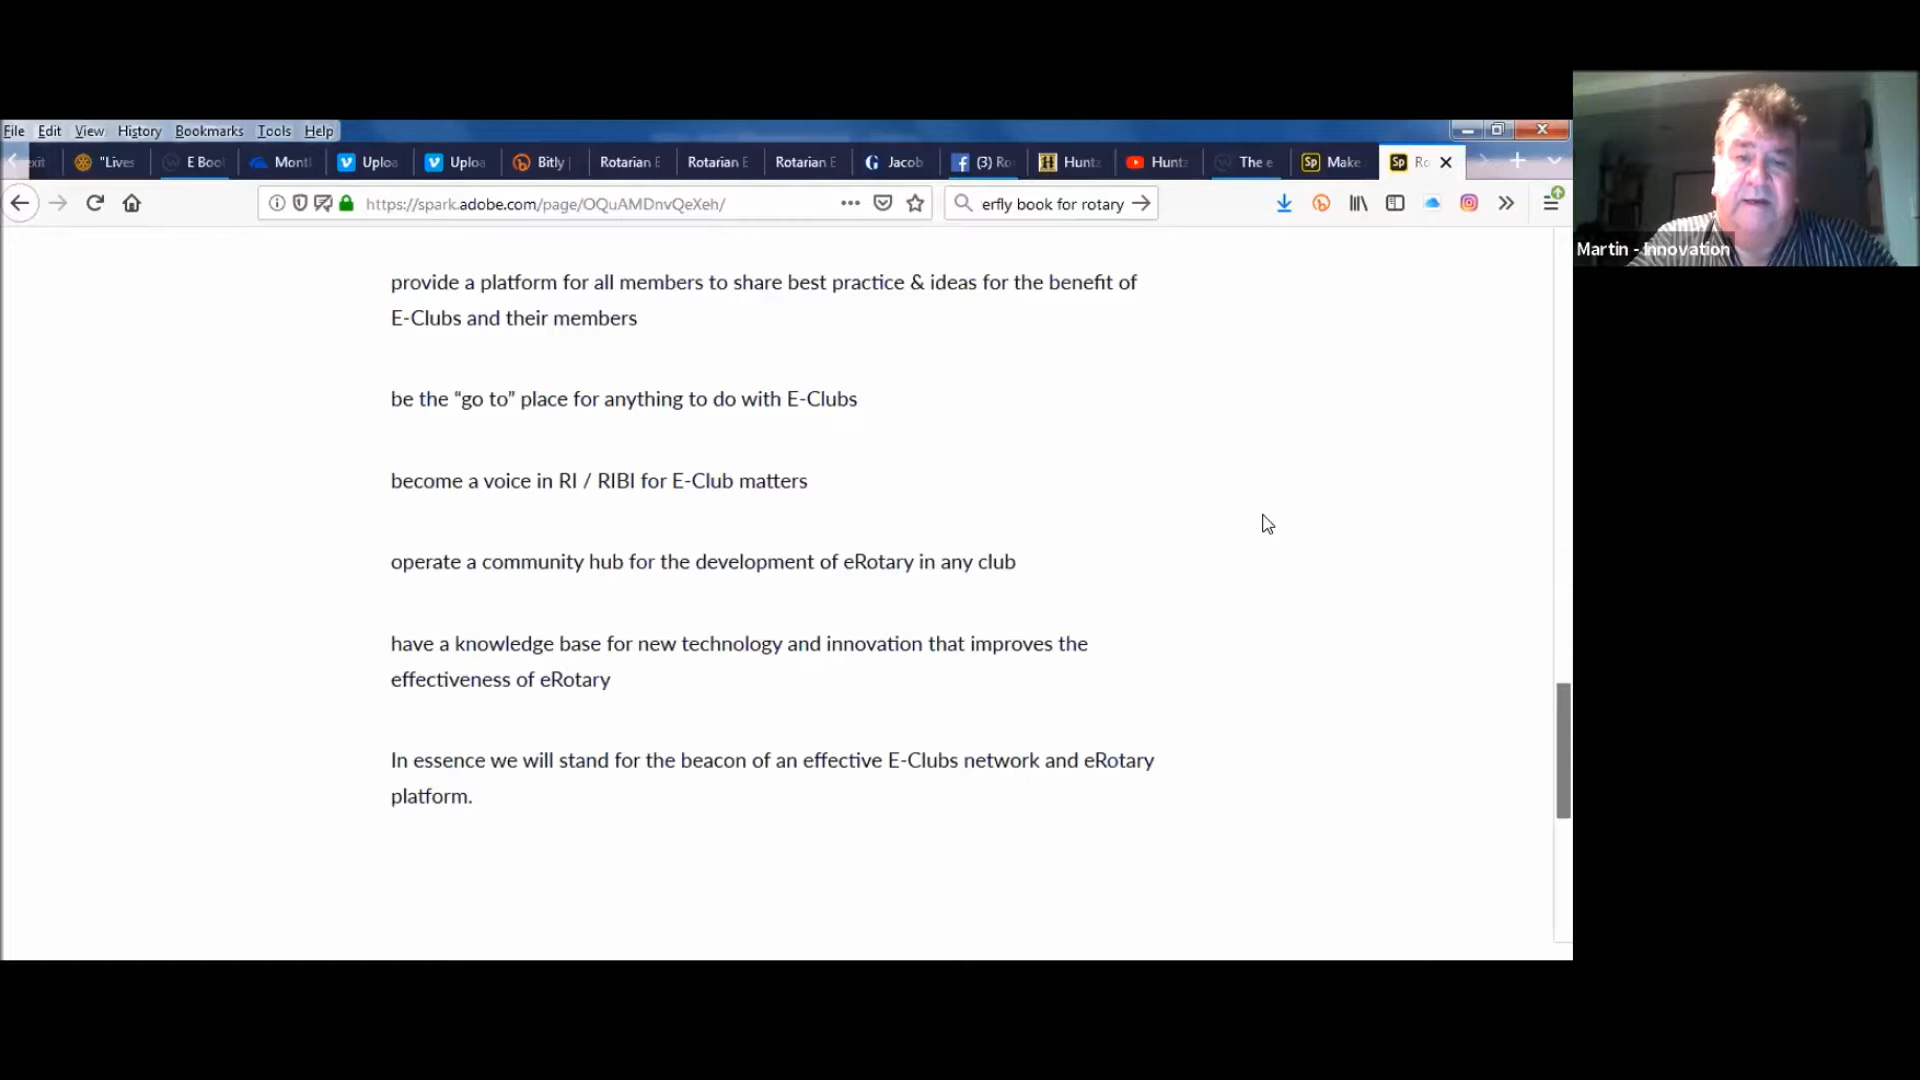 File Edit View History Bookmarks Tools Help
exit "Lives E Bool Montl Uploa Uploa Bitly | Rotarian E Rotarian E Rotarian E Jacob (3) Ro Hunt Hunt The e Make Ro
https://spark.adobe.com/page/OQuAMDnvQeXeh/ erfly book for rotary
Martin - Innovation
provide a platform for all members to share best practice & ideas for the benefit of
E-Clubs and their members
be the “go to” place for anything to do with E-Clubs
become a voice in RI / RIBI for E-Club matters
operate a community hub for the development of eRotary in any club
have a knowledge base for new technology and innovation that improves the
effectiveness of eRotary
In essence we will stand for the beacon of an effective E-Clubs network and eRotary
platform.